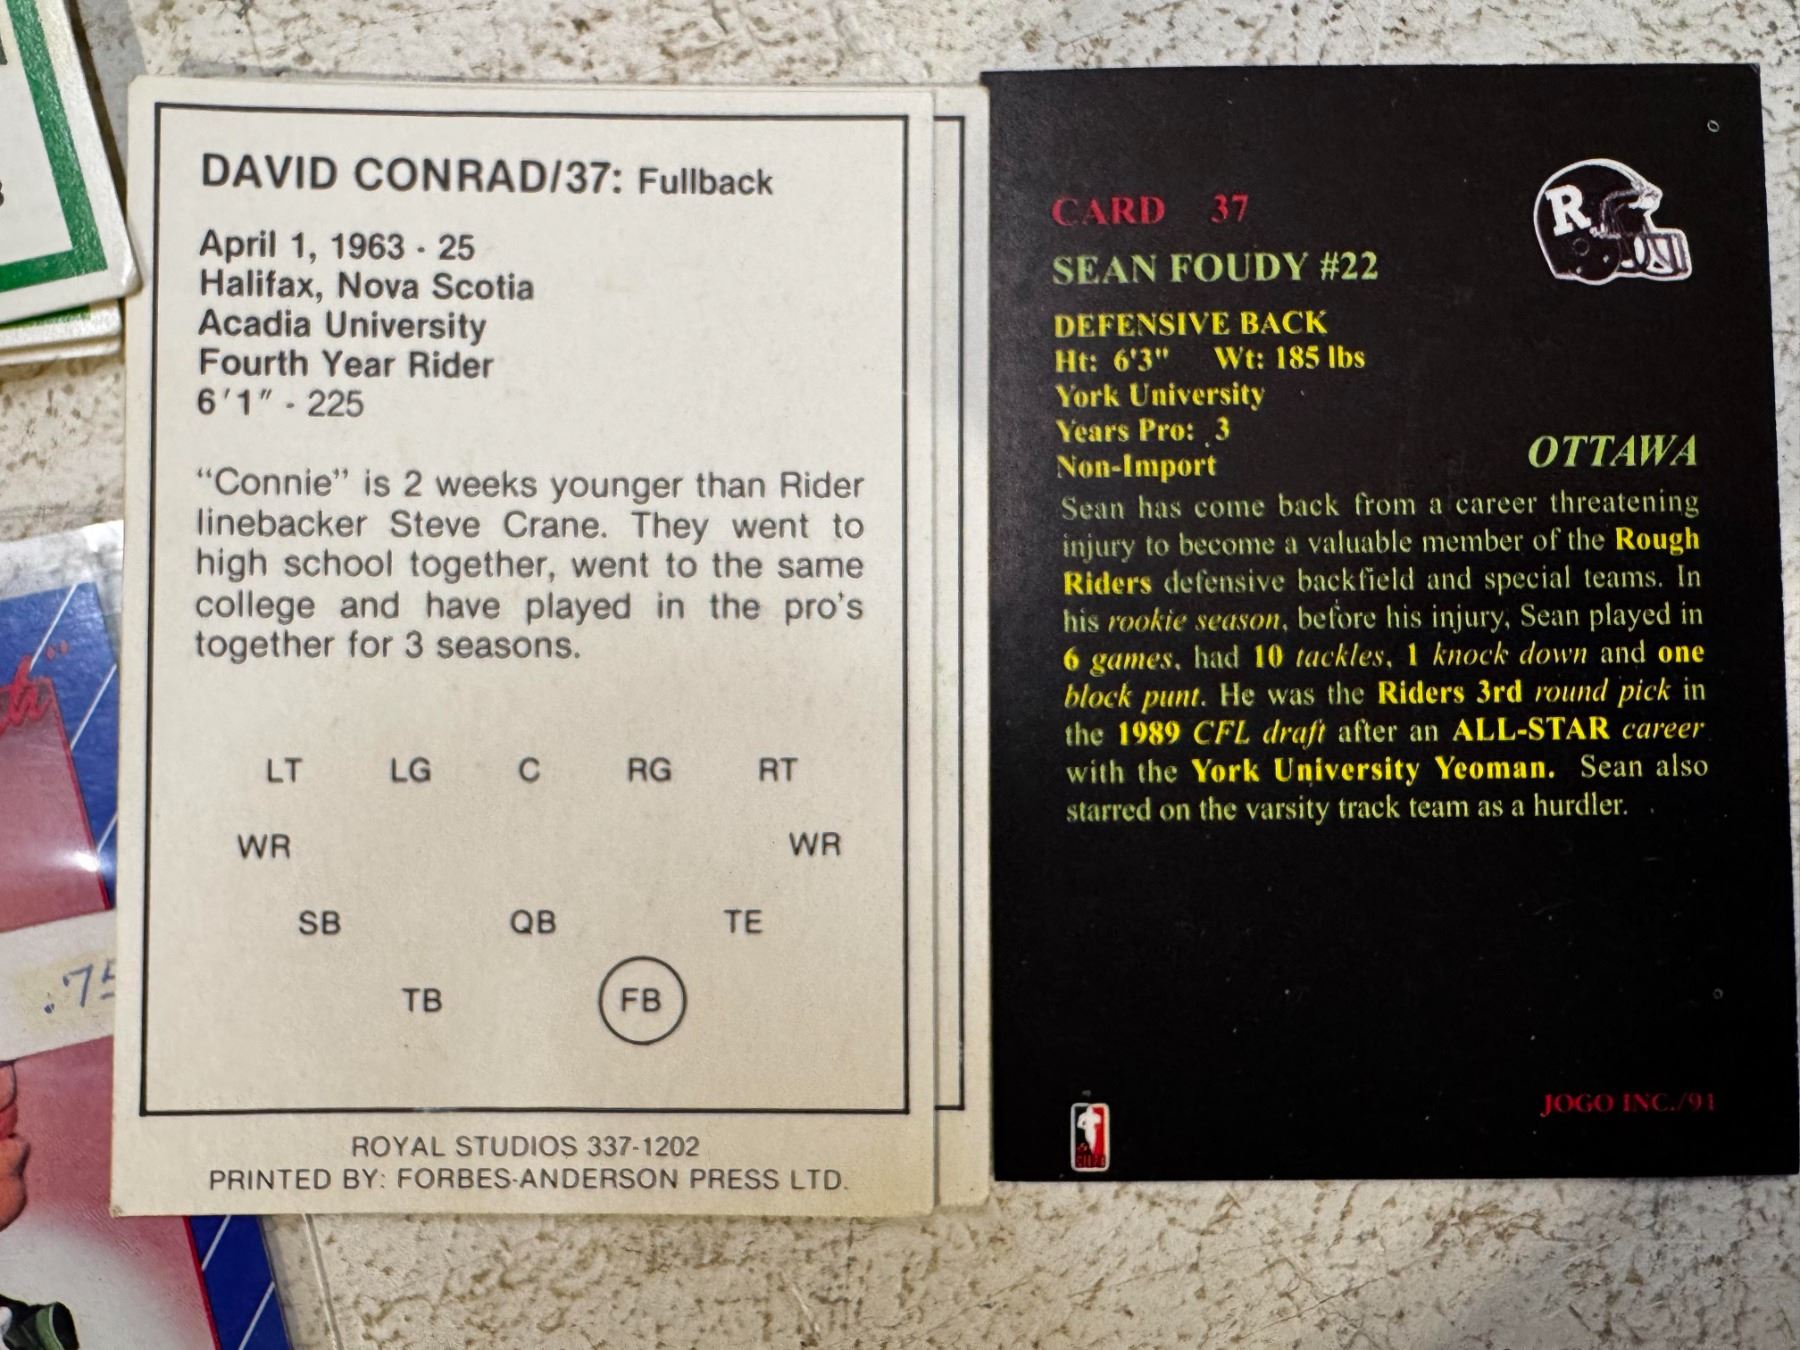 DAVID CONRAD/37: Fullback
April 1, 1963 - 25
Halifax, Nova Scotia
Acadia University
Fourth Year Rider
6'1" - 225
“Connie” is 2 weeks younger than Rider
linebacker Steve Crane. They went to
high school together, went to the same
college and have played in the pro's
together for 3 seasons.
LT LG C RG RT
WR WR
SB QB TE
TB FB
ROYAL STUDIOS 337-1202
PRINTED BY: FORBES-ANDERSON PRESS LTD.
R
CARD 37
SEAN FOUDY #22
DEFENSIVE BACK
Ht: 6'3" Wt: 185 lbs
York University
Years Pro: 3
Non-Import
OTTAWA
Sean has come back from a career threatening
injury to become a valuable member of the Rough
Riders defensive backfield and special teams. In
his rookie season, before his injury, Sean played in
6 games, had 10 tackles, 1 knock down and one
block punt. He was the Riders 3rd round pick in
the 1989 CFL draft after an ALL-STAR career
with the York University Yeoman. Sean also
starred on the varsity track team as a hurdler.
JOGO INC./91
.75